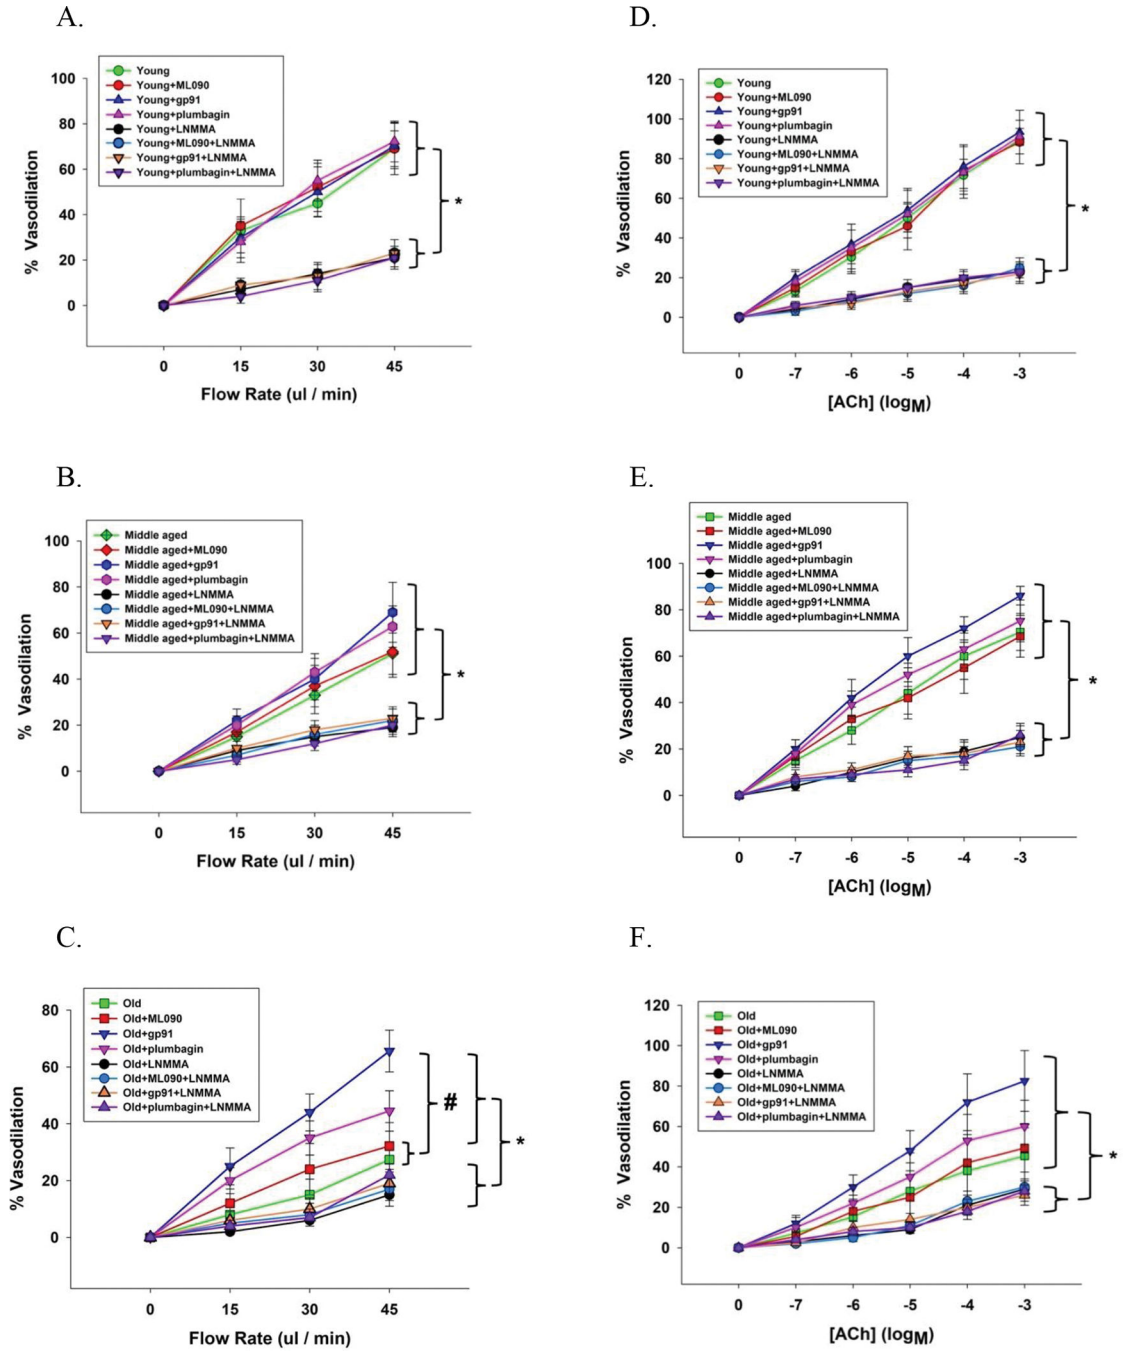 A.
% Vasodilation
100
80
60
40
20
0
Young
Young+ML090
Young+gp91
Young+plumbagin
Young+LNMMA
Young+ML090+LNMMA
Young+gp91+LNMMA
Young+plumbagin+LNMMA
*
0 15 30 45
Flow Rate (ul / min)
D.
% Vasodilation
120
100
80
60
40
20
0
Young
Young+ML090
Young+gp91
Young+plumbagin
Young+LNMMA
Young+ML090+LNMMA
Young+gp91+LNMMA
Young+plumbagin+LNMMA
*
0 -7 -6 -5 -4 -3
[ACh] (logM)
B.
% Vasodilation
100
80
60
40
20
0
Middle aged
Middle aged+ML090
Middle aged+gp91
Middle aged+plumbagin
Middle aged+LNMMA
Middle aged+ML090+LNMMA
Middle aged+gp91+LNMMA
Middle aged+plumbagin+LNMMA
*
0 15 30 45
Flow Rate (ul / min)
E.
% Vasodilation
100
80
60
40
20
0
Middle aged
Middle aged+ML090
Middle aged+gp91
Middle aged+plumbagin
Middle aged+LNMMA
Middle aged+ML090+LNMMA
Middle aged+gp91+LNMMA
Middle aged+plumbagin+LNMMA
*
0 -7 -6 -5 -4 -3
[ACh] (logM)
C.
% Vasodilation
80
60
40
20
0
Old
Old+ML090
Old+gp91
Old+plumbagin
Old+LNMMA
Old+ML090+LNMMA
Old+gp91+LNMMA
Old+plumbagin+LNMMA
#
*
0 15 30 45
Flow Rate (ul / min)
F.
% Vasodilation
120
100
80
60
40
20
0
Old
Old+ML090
Old+gp91
Old+plumbagin
Old+LNMMA
Old+ML090+LNMMA
Old+gp91+LNMMA
Old+plumbagin+LNMMA
*
0 -7 -6 -5 -4 -3
[ACh] (logM)